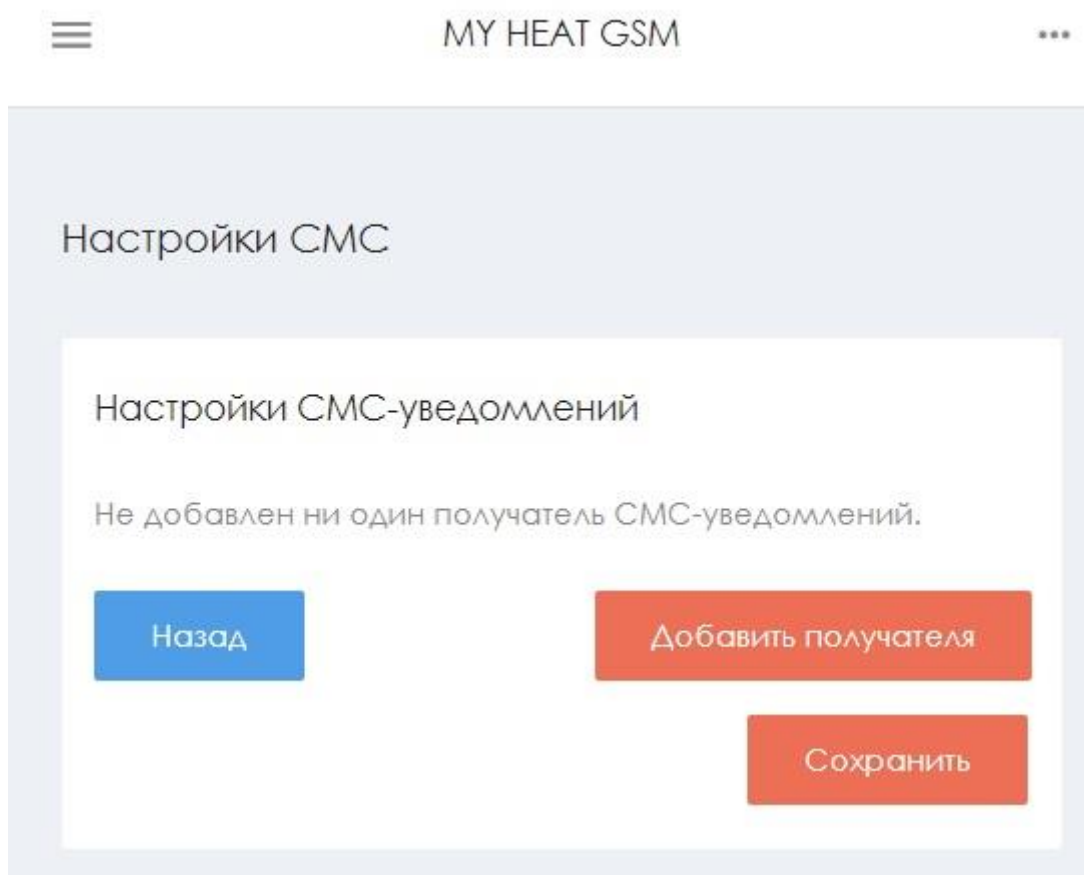 MY HEAT GSM
Настройки СМС
Настройки СМС-уведомлений
Не добавлен ни один получатель СМС-уведомлений.
Назад
Добавить получателя
Сохранить